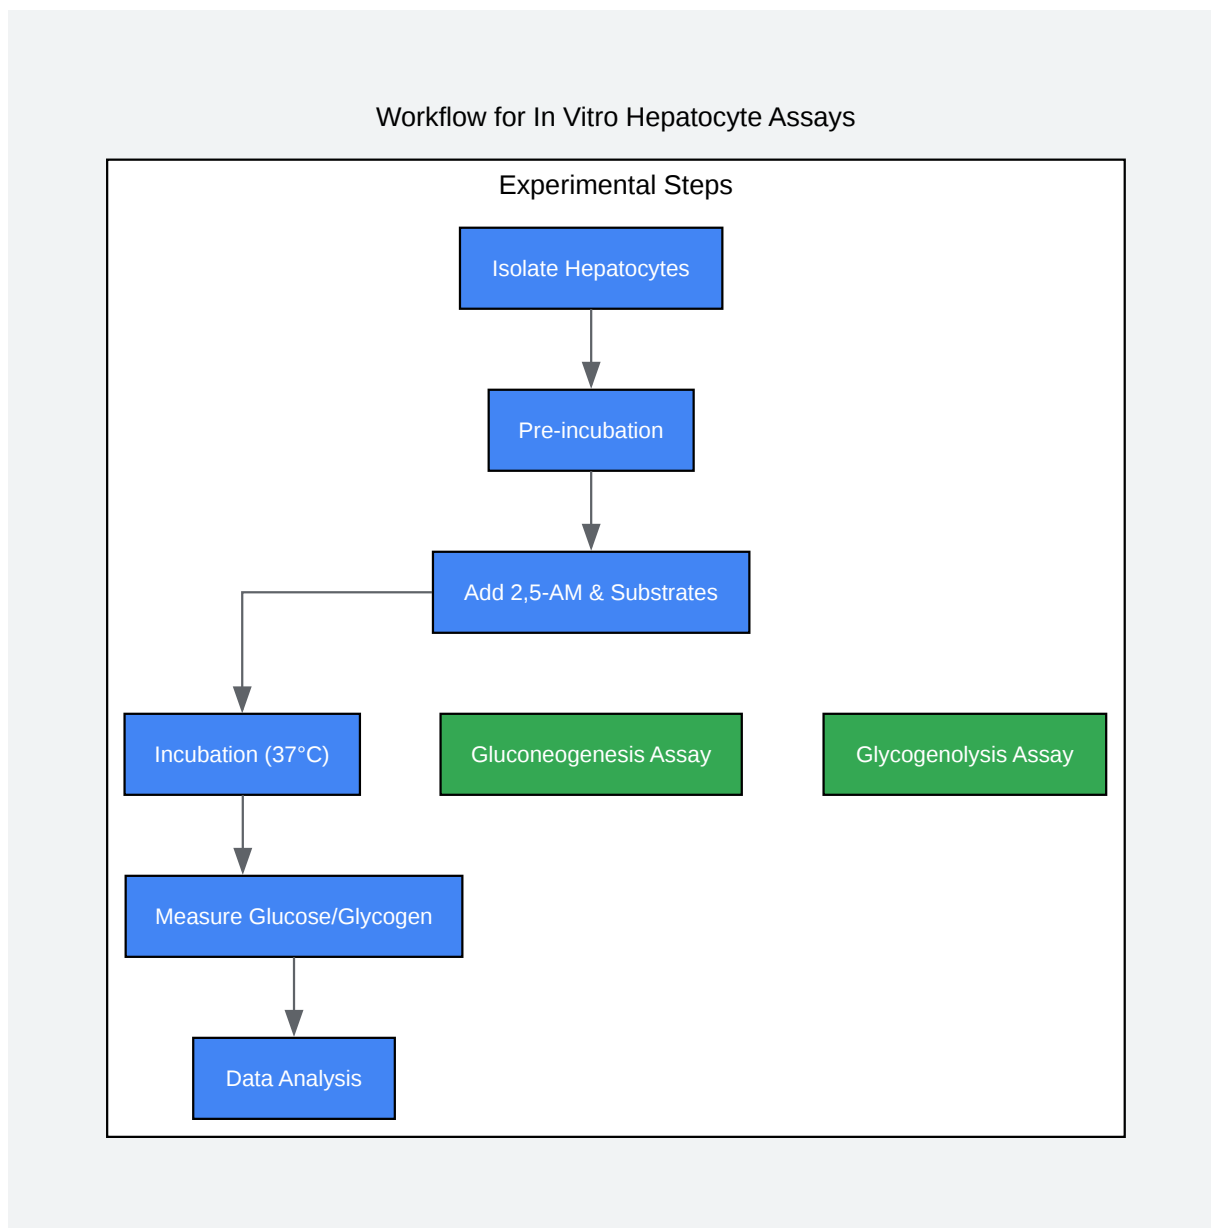 Workflow for In Vitro Hepatocyte Assays
Experimental Steps
Isolate Hepatocytes
Pre-incubation
Add 2,5-AM & Substrates
Incubation (37°C)
Gluconeogenesis Assay
Glycogenolysis Assay
Measure Glucose/Glycogen
Data Analysis